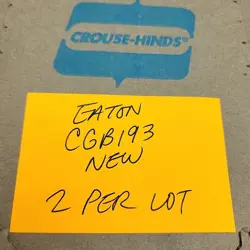 CROUSE-HINDS®
EATON
CGB193
NEW
2 PER LOT